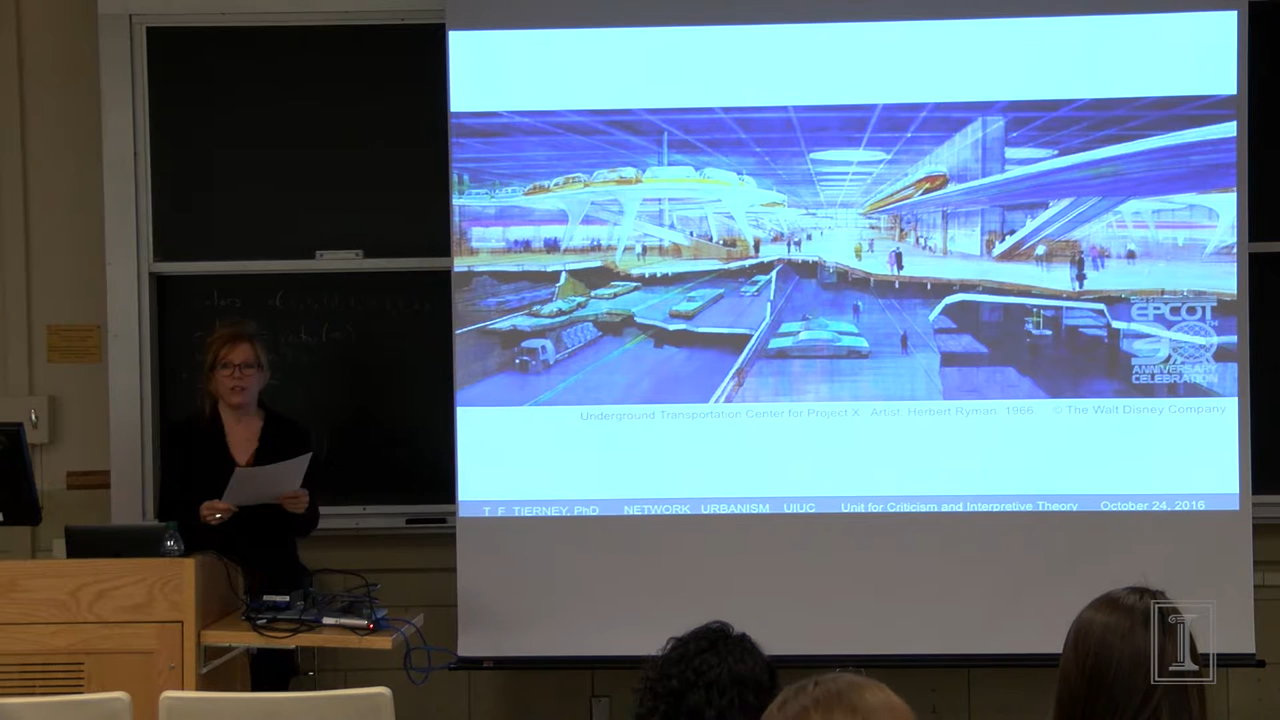 EPCOT
30TH
ANNIVERSARY
CELEBRATION
Underground Transportation Center for Project X Artist: Herbert Ryman 1966 © The Walt Disney Company
T F TIERNEY, PhD NETWORK URBANISM UIUC Unit for Criticism and Interpretive Theory October 24, 2016
I